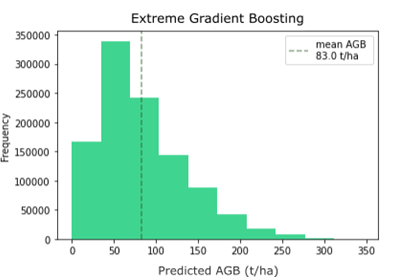 Extreme Gradient Boosting
350000
300000
250000
200000
150000
100000
50000
0
Frequency
mean AGB
83.0 t/ha
0 50 100 150 200 250 300 350
Predicted AGB (t/ha)